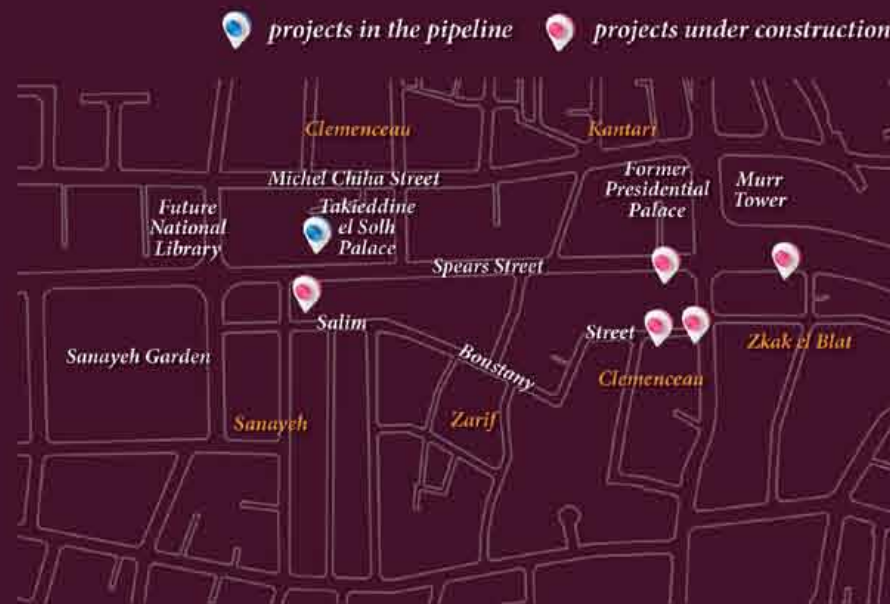 projects in the pipeline
projects under construction
Clemenceau
Kantari
Michel Chiha Street
Former
Presidential
Palace
Murr
Tower
Future
National
Library
Takieddine
el Solh
Palace
Spears Street
Salim
Boustany
Street
Sanayeh Garden
Zkak el Blat
Clemenceau
Sanayeh
Zarif